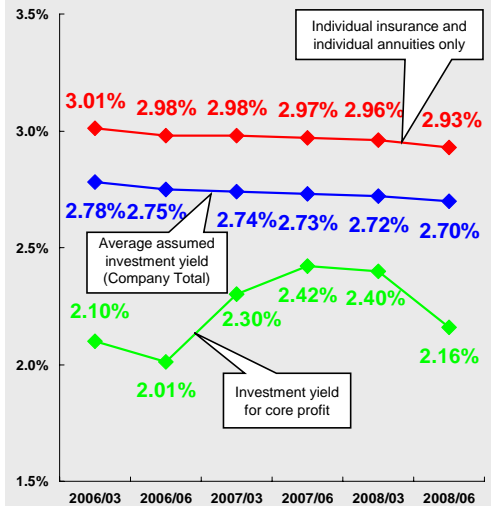 3.5%
Individual insurance and
individual annuities only
3.01% 2.98% 2.98% 2.97% 2.96% 2.93%
3.0%
2.78% 2.75% 2.74% 2.73% 2.72% 2.70%
Average assumed
investment yield
(Company Total)
2.5%
2.10% 2.01% 2.30% 2.42% 2.40% 2.16%
2.0%
Investment yield
for core profit
1.5%
2006/03 2006/06 2007/03 2007/06 2008/03 2008/06